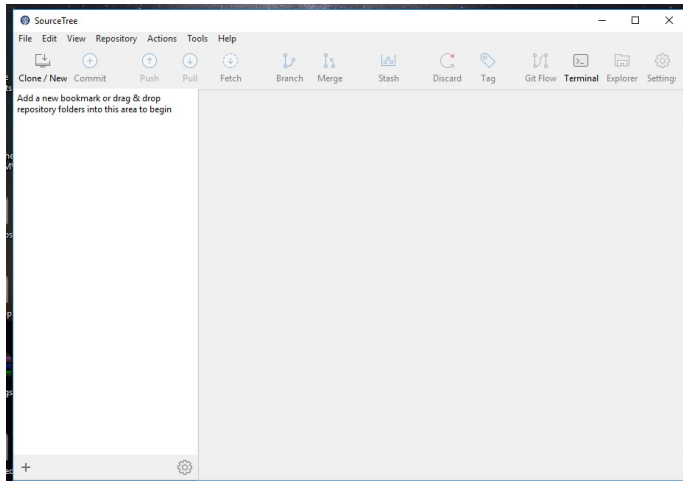 SourceTree
File Edit View Repository Actions Tools Help
Clone / New Commit Push Pull Fetch Branch Merge Stash Discard Tag Git Flow Terminal Explorer Settings
Add a new bookmark or drag & drop
repository folders into this area to begin